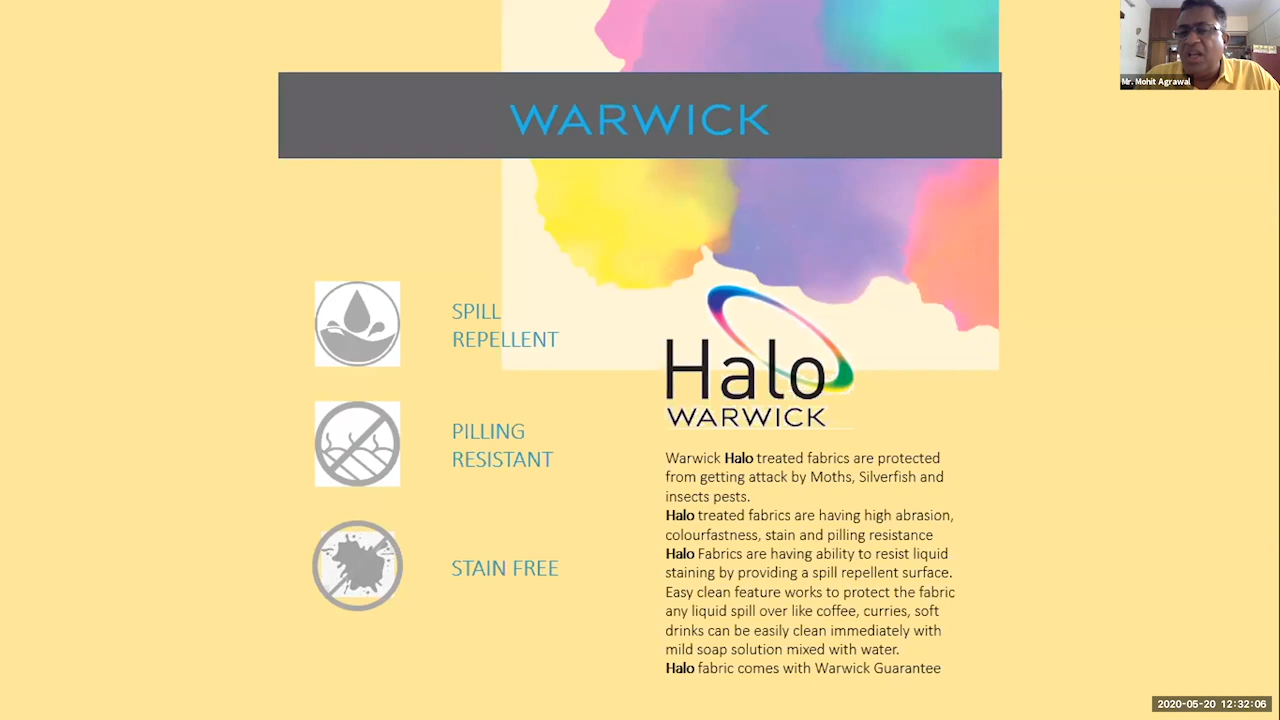 Mr. Mohit Agrawal
WARWICK
SPILL
REPELLENT
PILLING
RESISTANT
STAIN FREE
Halo
WARWICK
Warwick Halo treated fabrics are protected
from getting attack by Moths, Silverfish and
insects pests.
Halo treated fabrics are having high abrasion,
colourfastness, stain and pilling resistance
Halo Fabrics are having ability to resist liquid
staining by providing a spill repellent surface.
Easy clean feature works to protect the fabric
any liquid spill over like coffee, curries, soft
drinks can be easily clean immediately with
mild soap solution mixed with water.
Halo fabric comes with Warwick Guarantee
2020-05-20 12:32:06